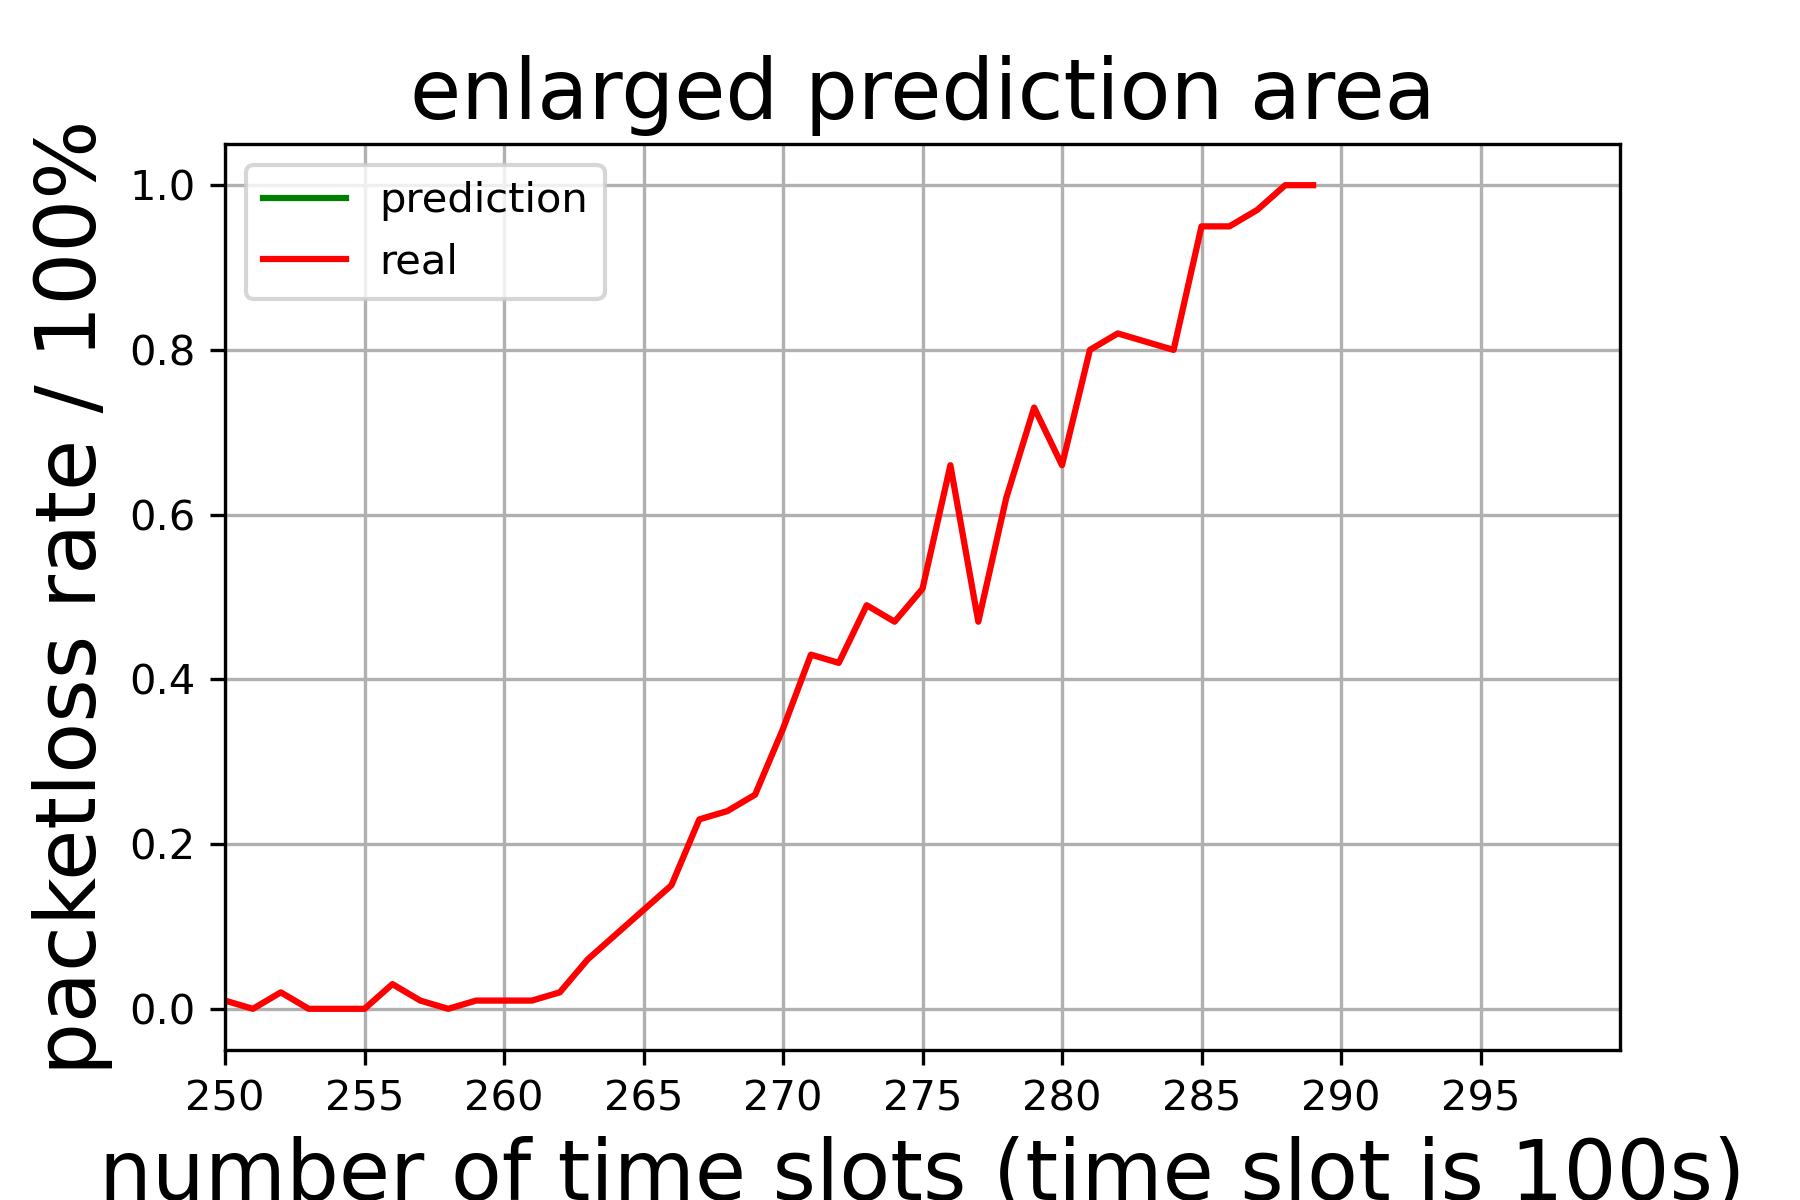 enlarged prediction area
packetloss rate / 100%
prediction
real
1.0
0.8
0.6
0.4
0.2
0.0
250 255 260 265 270 275 280 285 290 295
number of time slots (time slot is 100s)